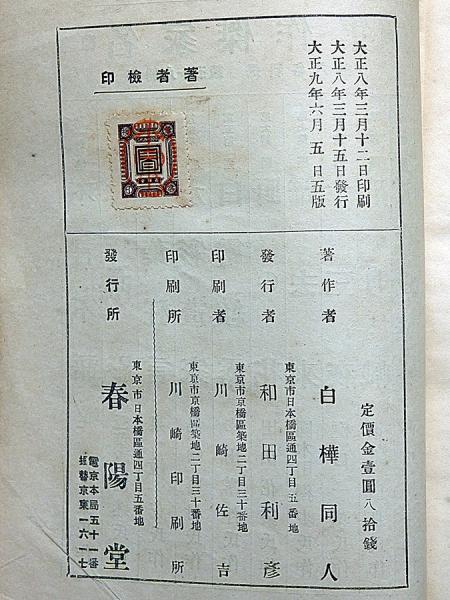 大正八年三月十二日印刷
大正八年三月十五日發行
大正九年六月五日五版
著者檢印
定價金壹圓八拾錢
著作者 白樺同人
東京市日本橋區通四丁目五番地
發行者 和田利彥
東京市京橋區築地二丁目三十番地
印刷者 川崎佐吉
東京市京橋區築地二丁目三十番地
印刷所 川崎印刷所
東京市日本橋區通四丁目五番地
發行所 春陽堂
電京本局五十一番
振替京東一六一七